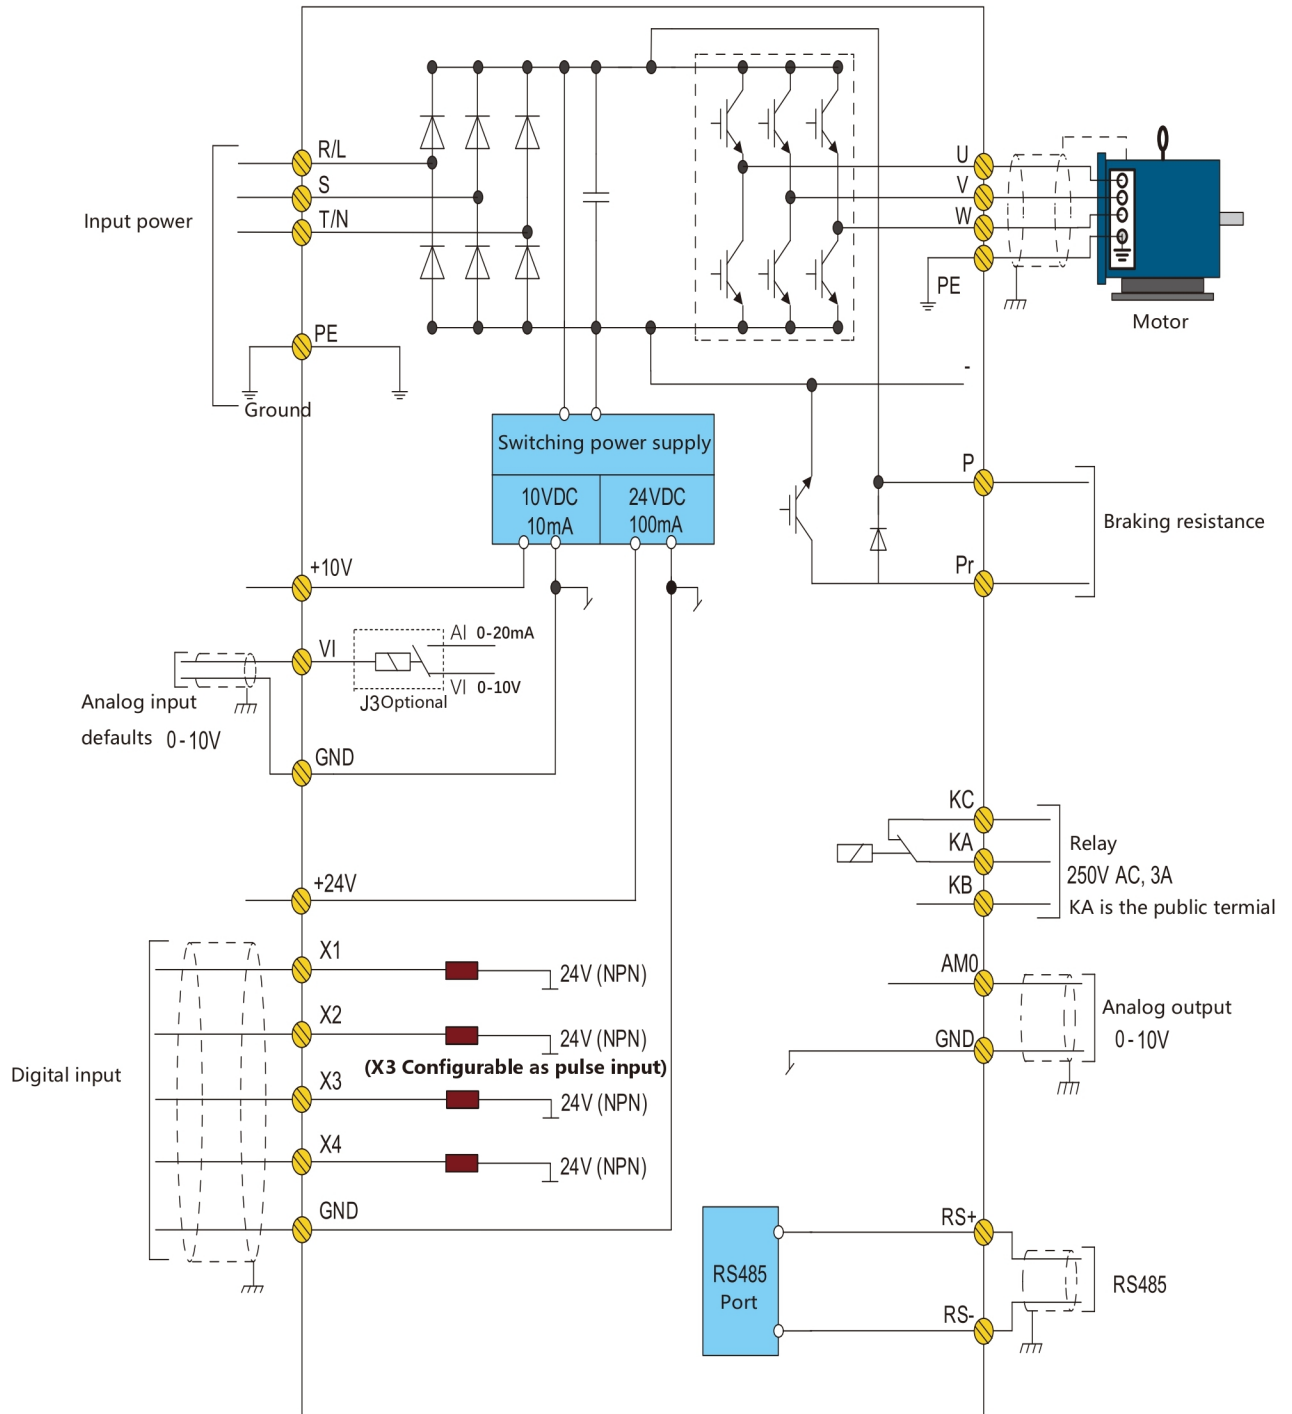 R/L
S
T/N
Input power
PE
Ground
U
V
W
PE
Motor
-
Switching power supply
10VDC
10mA
24VDC
100mA
P
Braking resistance
Pr
+10V
VI
AI 0-20mA
VI 0-10V
J3Optional
Analog input
defaults 0-10V
GND
+24V
KC
KA
KB
Relay
250V AC, 3A
KA is the public termial
X1
24V (NPN)
X2
24V (NPN)
(X3 Configurable as pulse input)
Digital input
X3
24V (NPN)
X4
24V (NPN)
GND
AM0
Analog output
0-10V
GND
RS+
RS485
Port
RS485
RS-